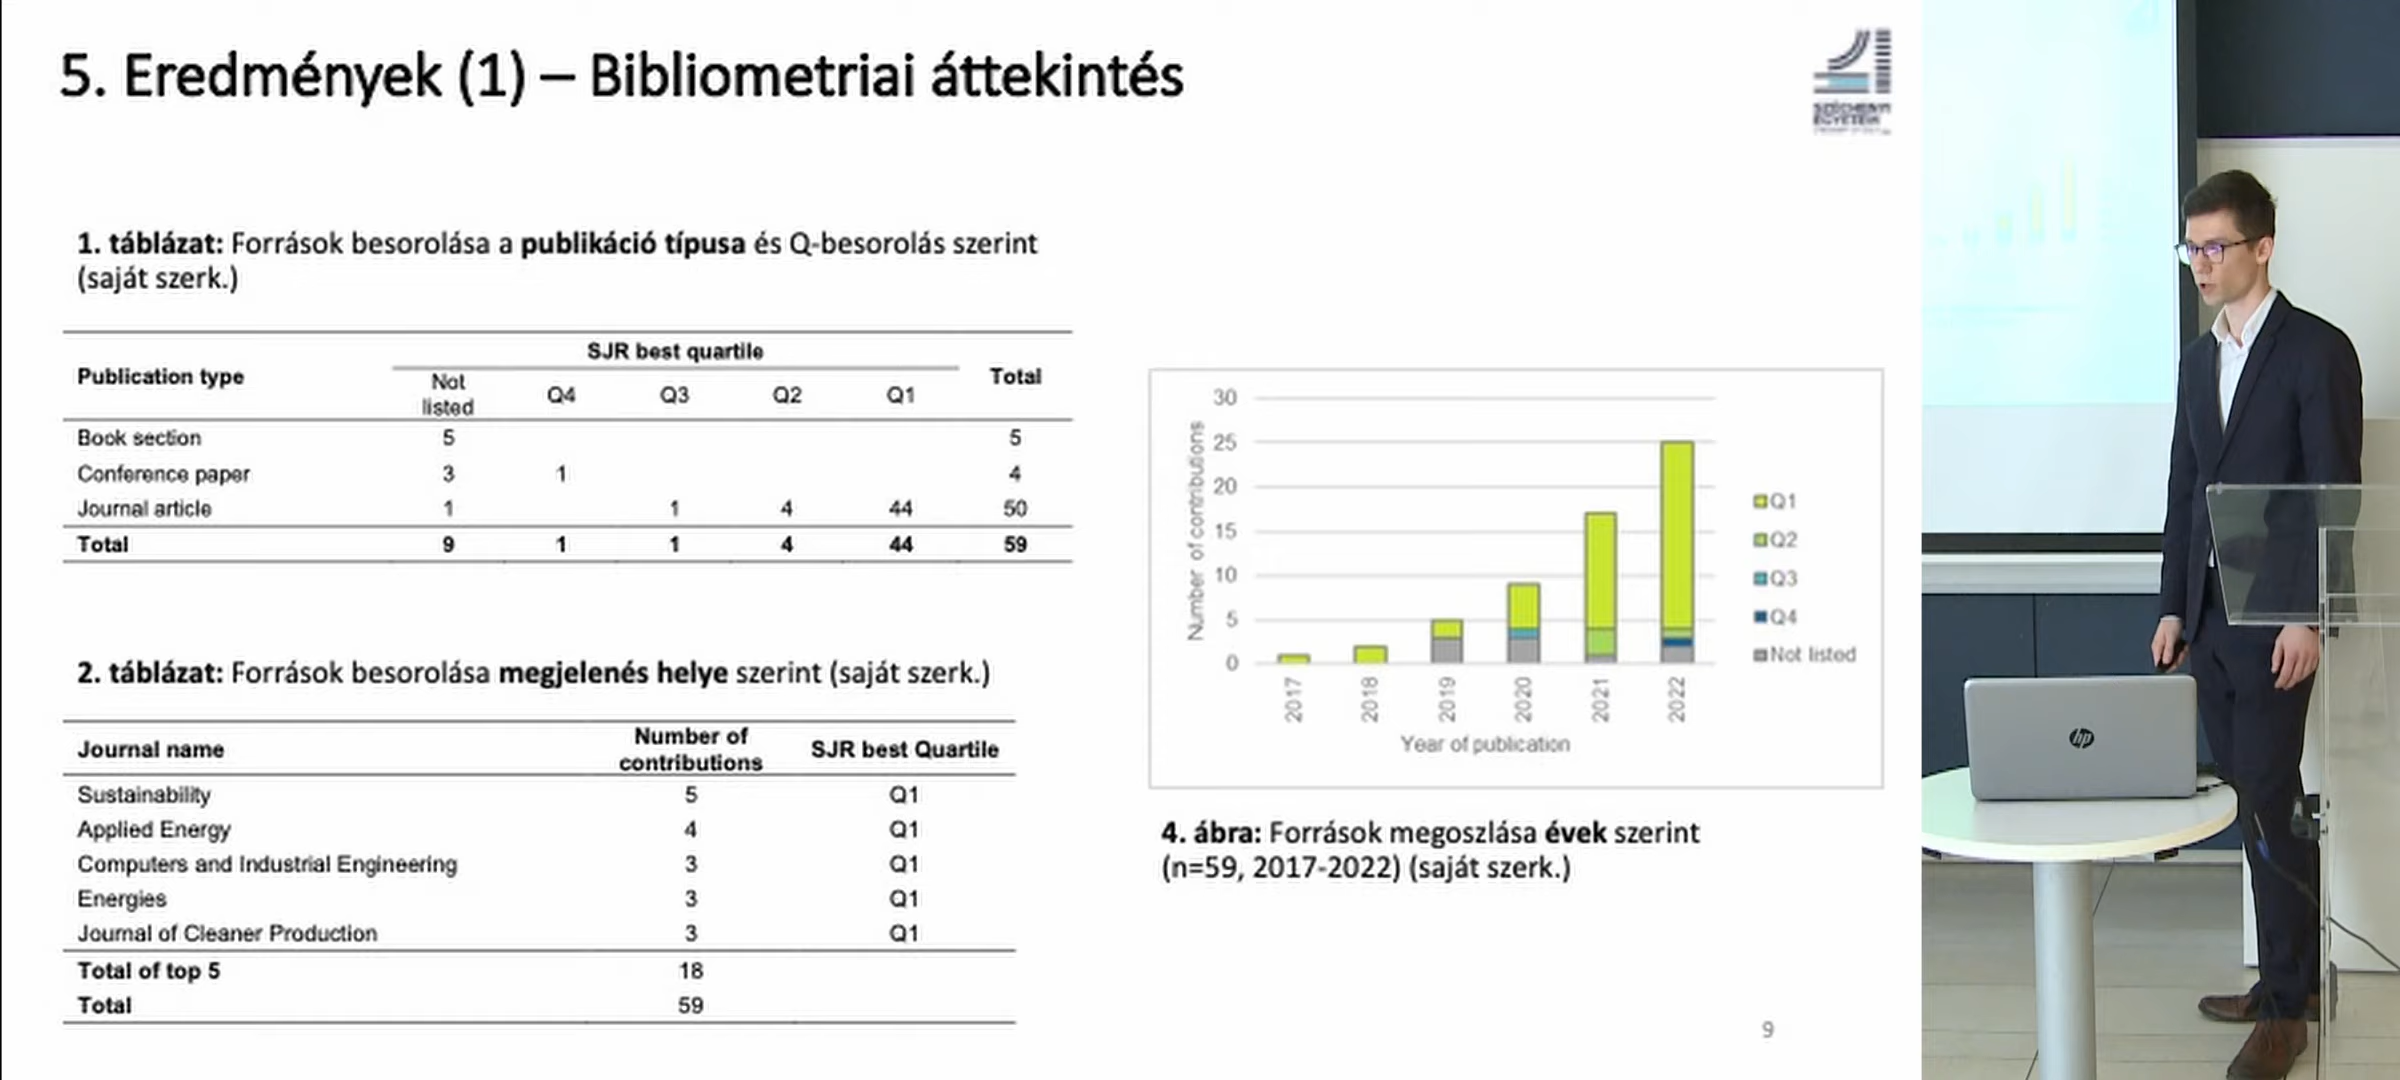 5. Eredmények (1) – Bibliometriai áttekintés
SZÉCHENYI
EGYETEM
1. táblázat: Források besorolása a publikáció típusa és Q-besorolás szerint
(saját szerk.)
Publication type SJR best quartile Total
Not listed Q4 Q3 Q2 Q1
Book section 5 5
Conference paper 3 1 4
Journal article 1 1 4 44 50
Total 9 1 1 4 44 59
2. táblázat: Források besorolása megjelenés helye szerint (saját szerk.)
Journal name Number of contributions SJR best Quartile
Sustainability 5 Q1
Applied Energy 4 Q1
Computers and Industrial Engineering 3 Q1
Energies 3 Q1
Journal of Cleaner Production 3 Q1
Total of top 5 18
Total 59
Number of contributions
30
25
20
15
10
5
0
2017 2018 2019 2020 2021 2022
Year of publication
Q1
Q2
Q3
Q4
Not listed
4. ábra: Források megoszlása évek szerint
(n=59, 2017-2022) (saját szerk.)
9
hp